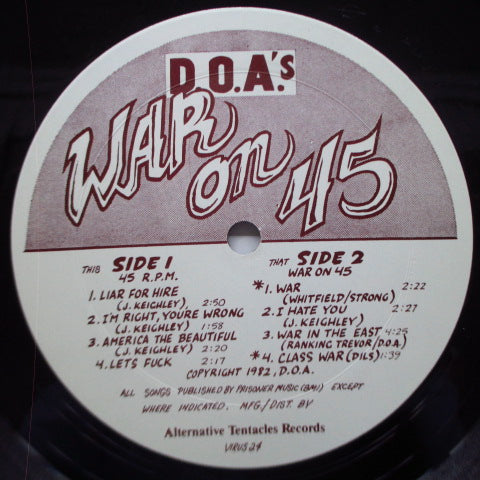 D.O.A.'s
WAR on 45
THIS SIDE 1
45 R.P.M.
1. LIAR FOR HIRE
(J. KEIGHLEY) 2:50
2. I'M RIGHT, YOURE WRONG
(J. KEIGHLEY) 1:58
3. AMERICA THE BEAUTIFUL
(J. KEIGHLEY) 2:20
4. LETS FUCK 2:17
THAT SIDE 2
WAR ON 45
*1. WAR 2:22
(WHITFIELD/STRONG)
2. I HATE YOU 2:27
(J. KEIGHLEY)
3. WAR IN THE EAST 4:25
(RANKING TREVOR/D.O.A.)
*4. CLASS WAR (DILS) 1:39
COPYRIGHT 1982, D.O.A.
ALL SONGS PUBLISHED BY PRISONER MUSIC (BMI) EXCEPT
WHERE INDICATED. MFG./DIST. BY
Alternative Tentacles Records
VIRUS 24